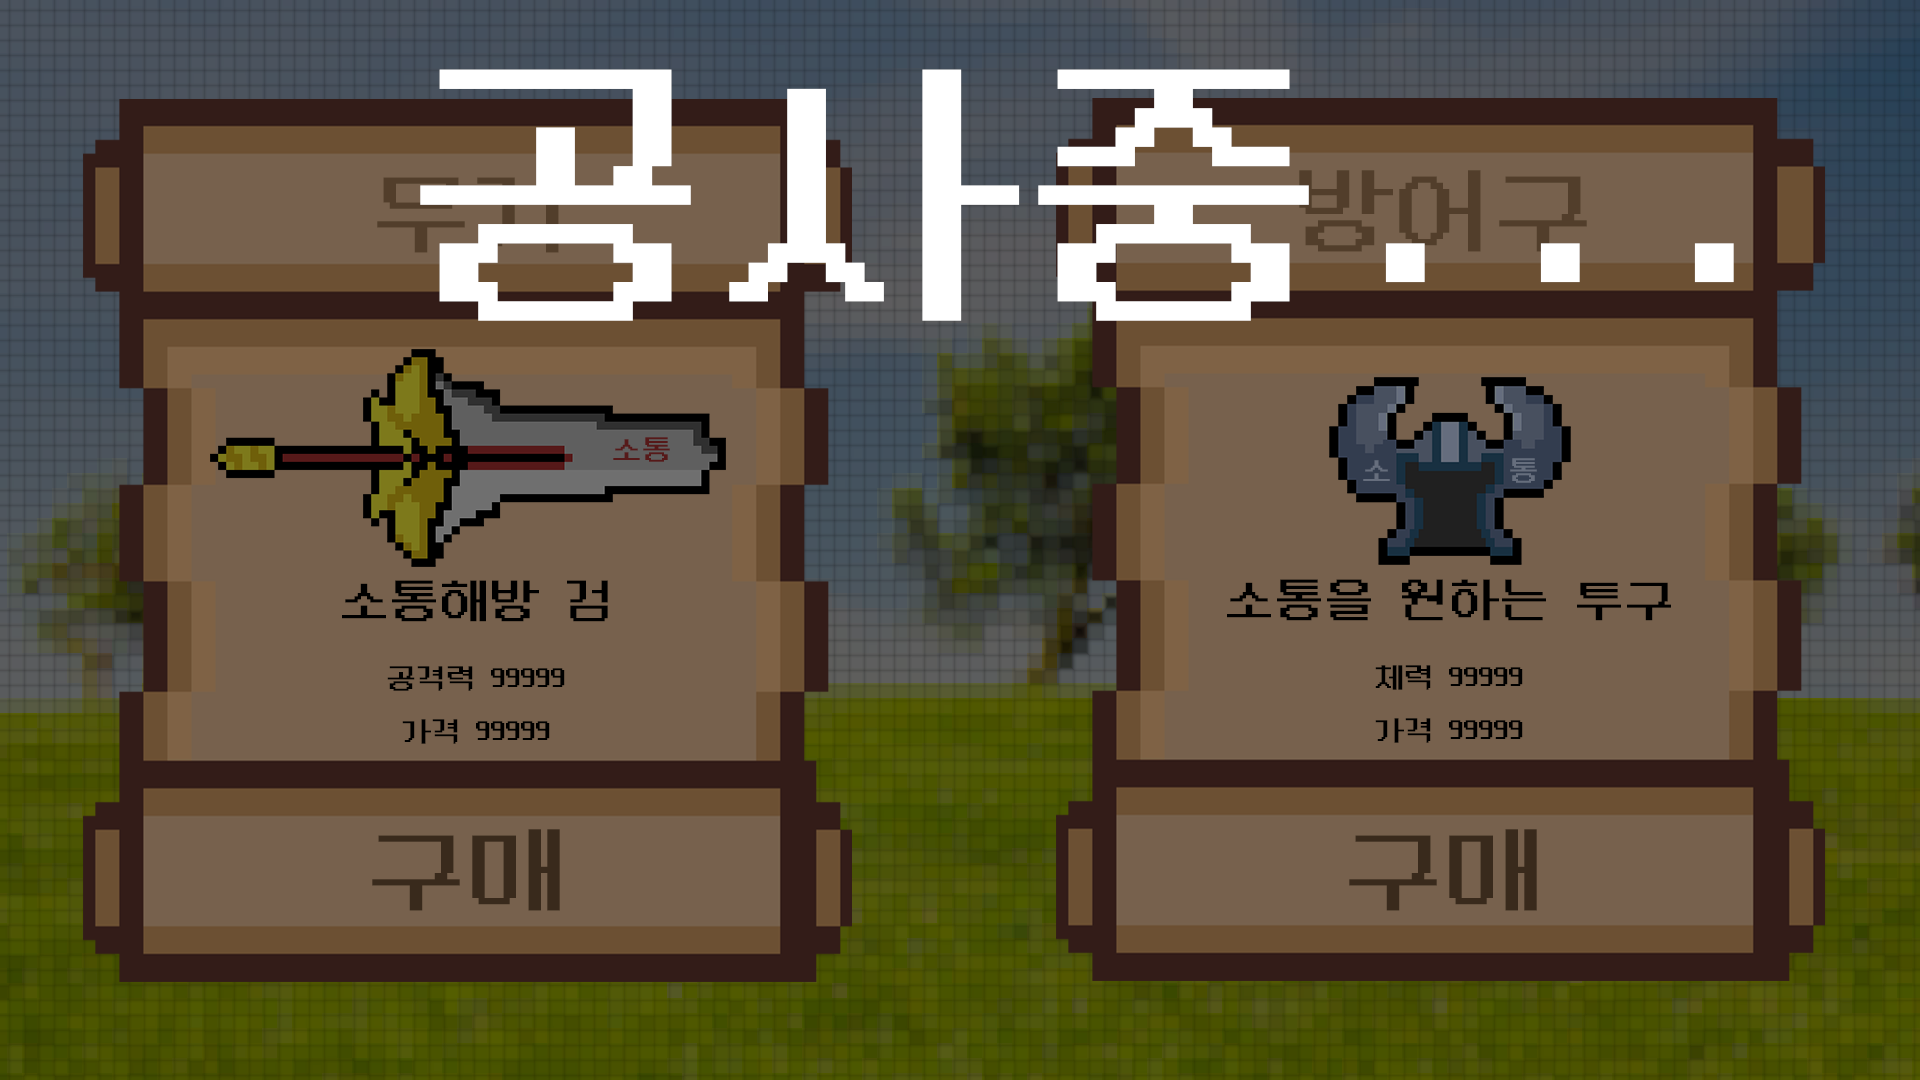 공사중...
무기
방어구
소통
소 통
소통해방 검
소통을 원하는 투구
공격력 99999
체력 99999
가격 99999
가격 99999
구매
구매